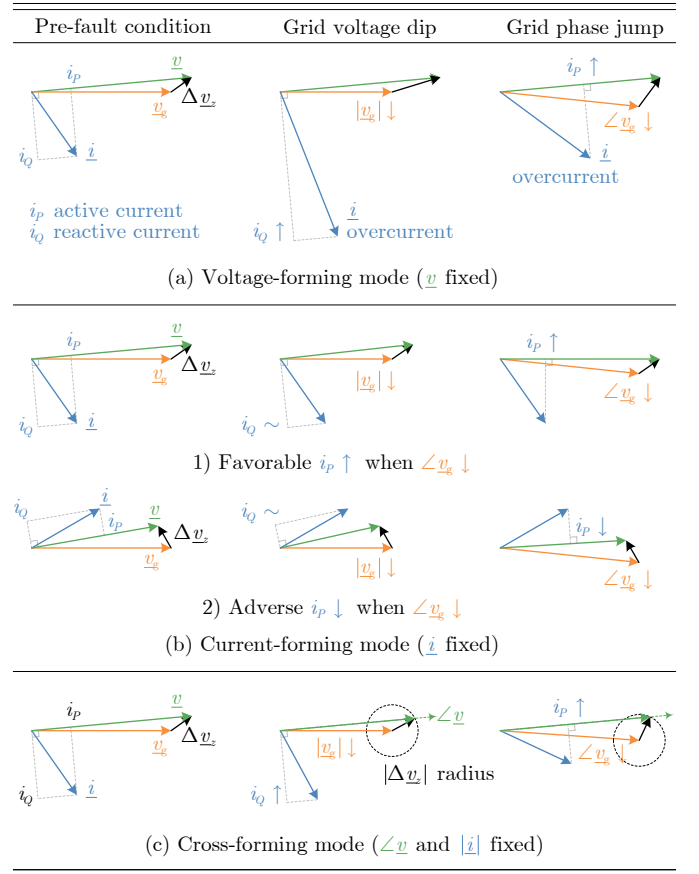 Pre-fault condition Grid voltage dip Grid phase jump
i_P v v_g Δv_z i_Q i
|v_g| ↓ i_Q ↑ i overcurrent
i_P ↑ ∠v_g ↓ i overcurrent
i_P active current
i_Q reactive current
(a) Voltage-forming mode (v fixed)
i_P v v_g Δv_z i_Q i
|v_g| ↓ i_Q ∼
i_P ↑ ∠v_g ↓
1) Favorable i_P ↑ when ∠v_g ↓
i_Q i i_P v Δv_z v_g
i_Q ∼ |v_g| ↓
i_P ↓ ∠v_g ↓
2) Adverse i_P ↓ when ∠v_g ↓
(b) Current-forming mode (i fixed)
i_P v v_g Δv_z i_Q i
∠v |v_g| ↓ |Δv_z| radius i_Q ↑
i_P ↑ ∠v_g ↓
(c) Cross-forming mode (∠v and |i| fixed)